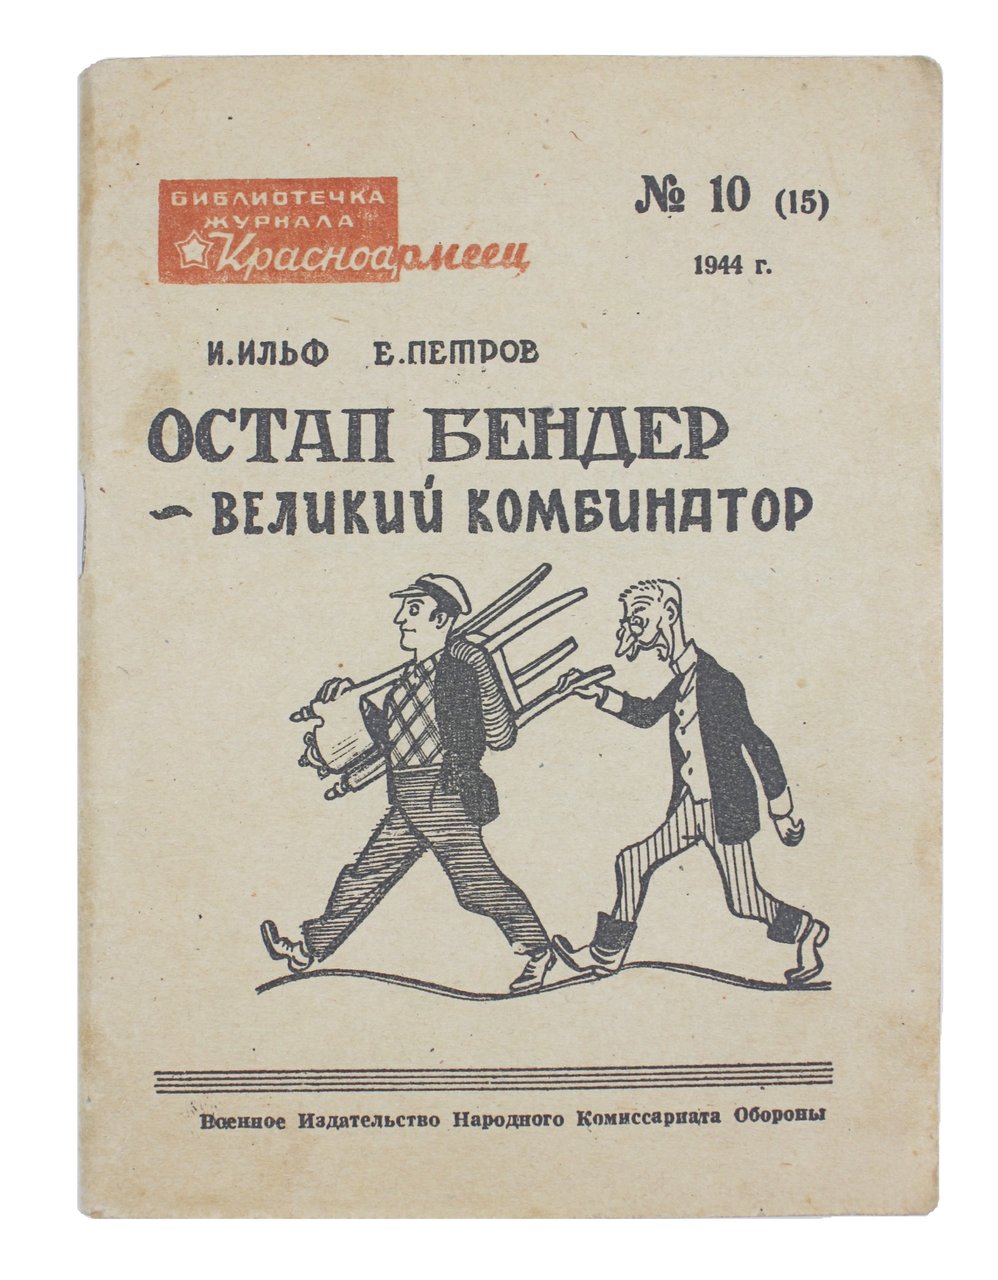 БИБЛИОТЕЧКА
ЖУРНАЛА
Красноармеец
№ 10 (15)
1944 г.
И. ИЛЬФ Е. ПЕТРОВ
ОСТАП БЕНДЕР
~ ВЕЛИКИЙ КОМБИНАТОР
Военное Издательство Народного Комиссариата Обороны